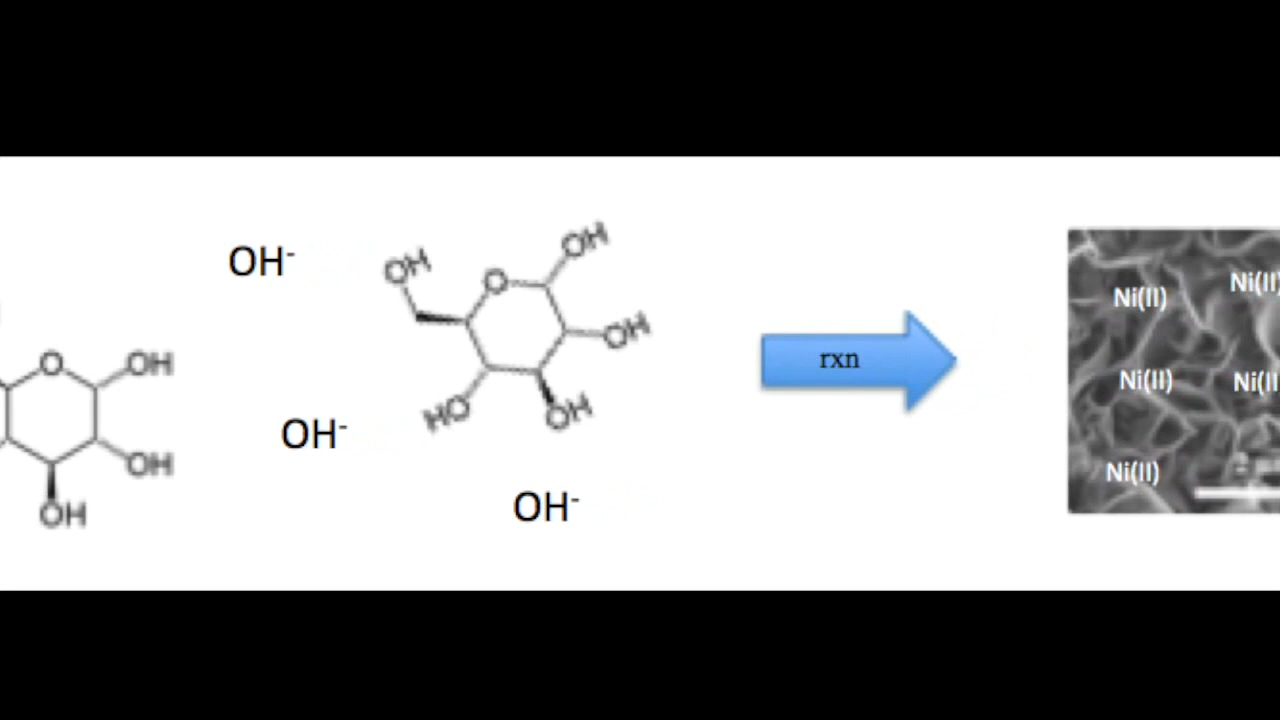 OH⁻
OH
O
OH
OH
OH
HO
OH⁻
OH⁻
O
OH
OH
OH
rxn
Ni(II)
Ni(II)
Ni(II)
Ni(II
Ni(II)